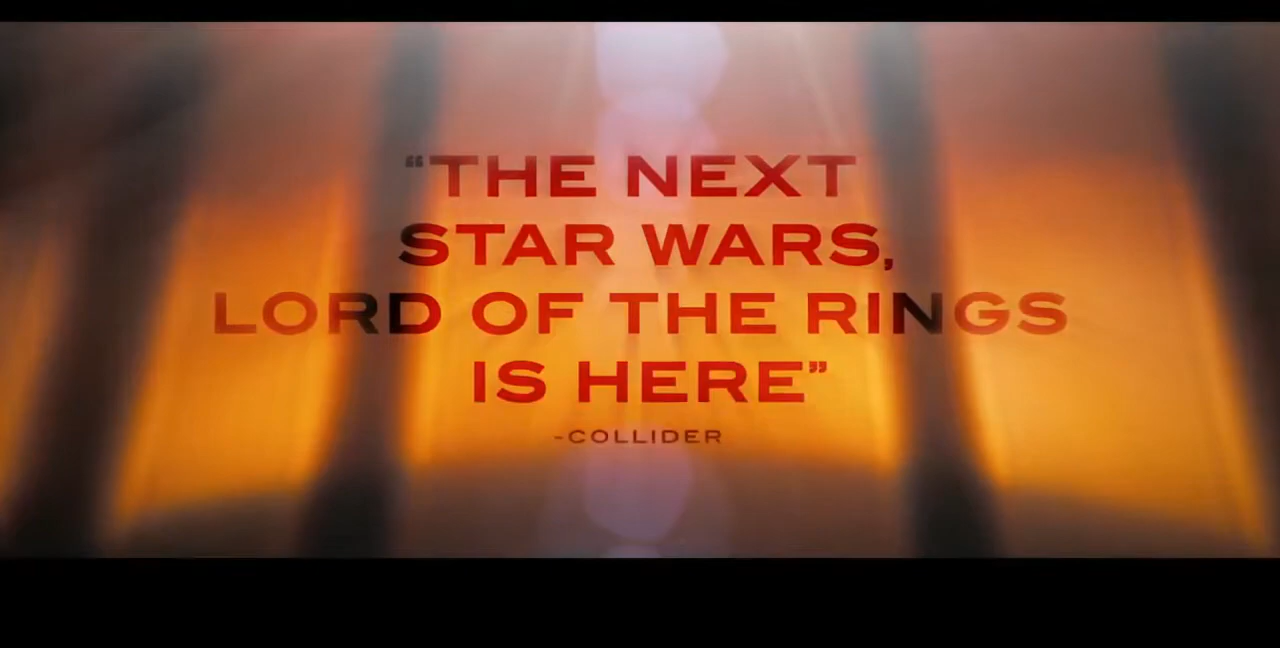 “THE NEXT
STAR WARS,
LORD OF THE RINGS
IS HERE”
-COLLIDER